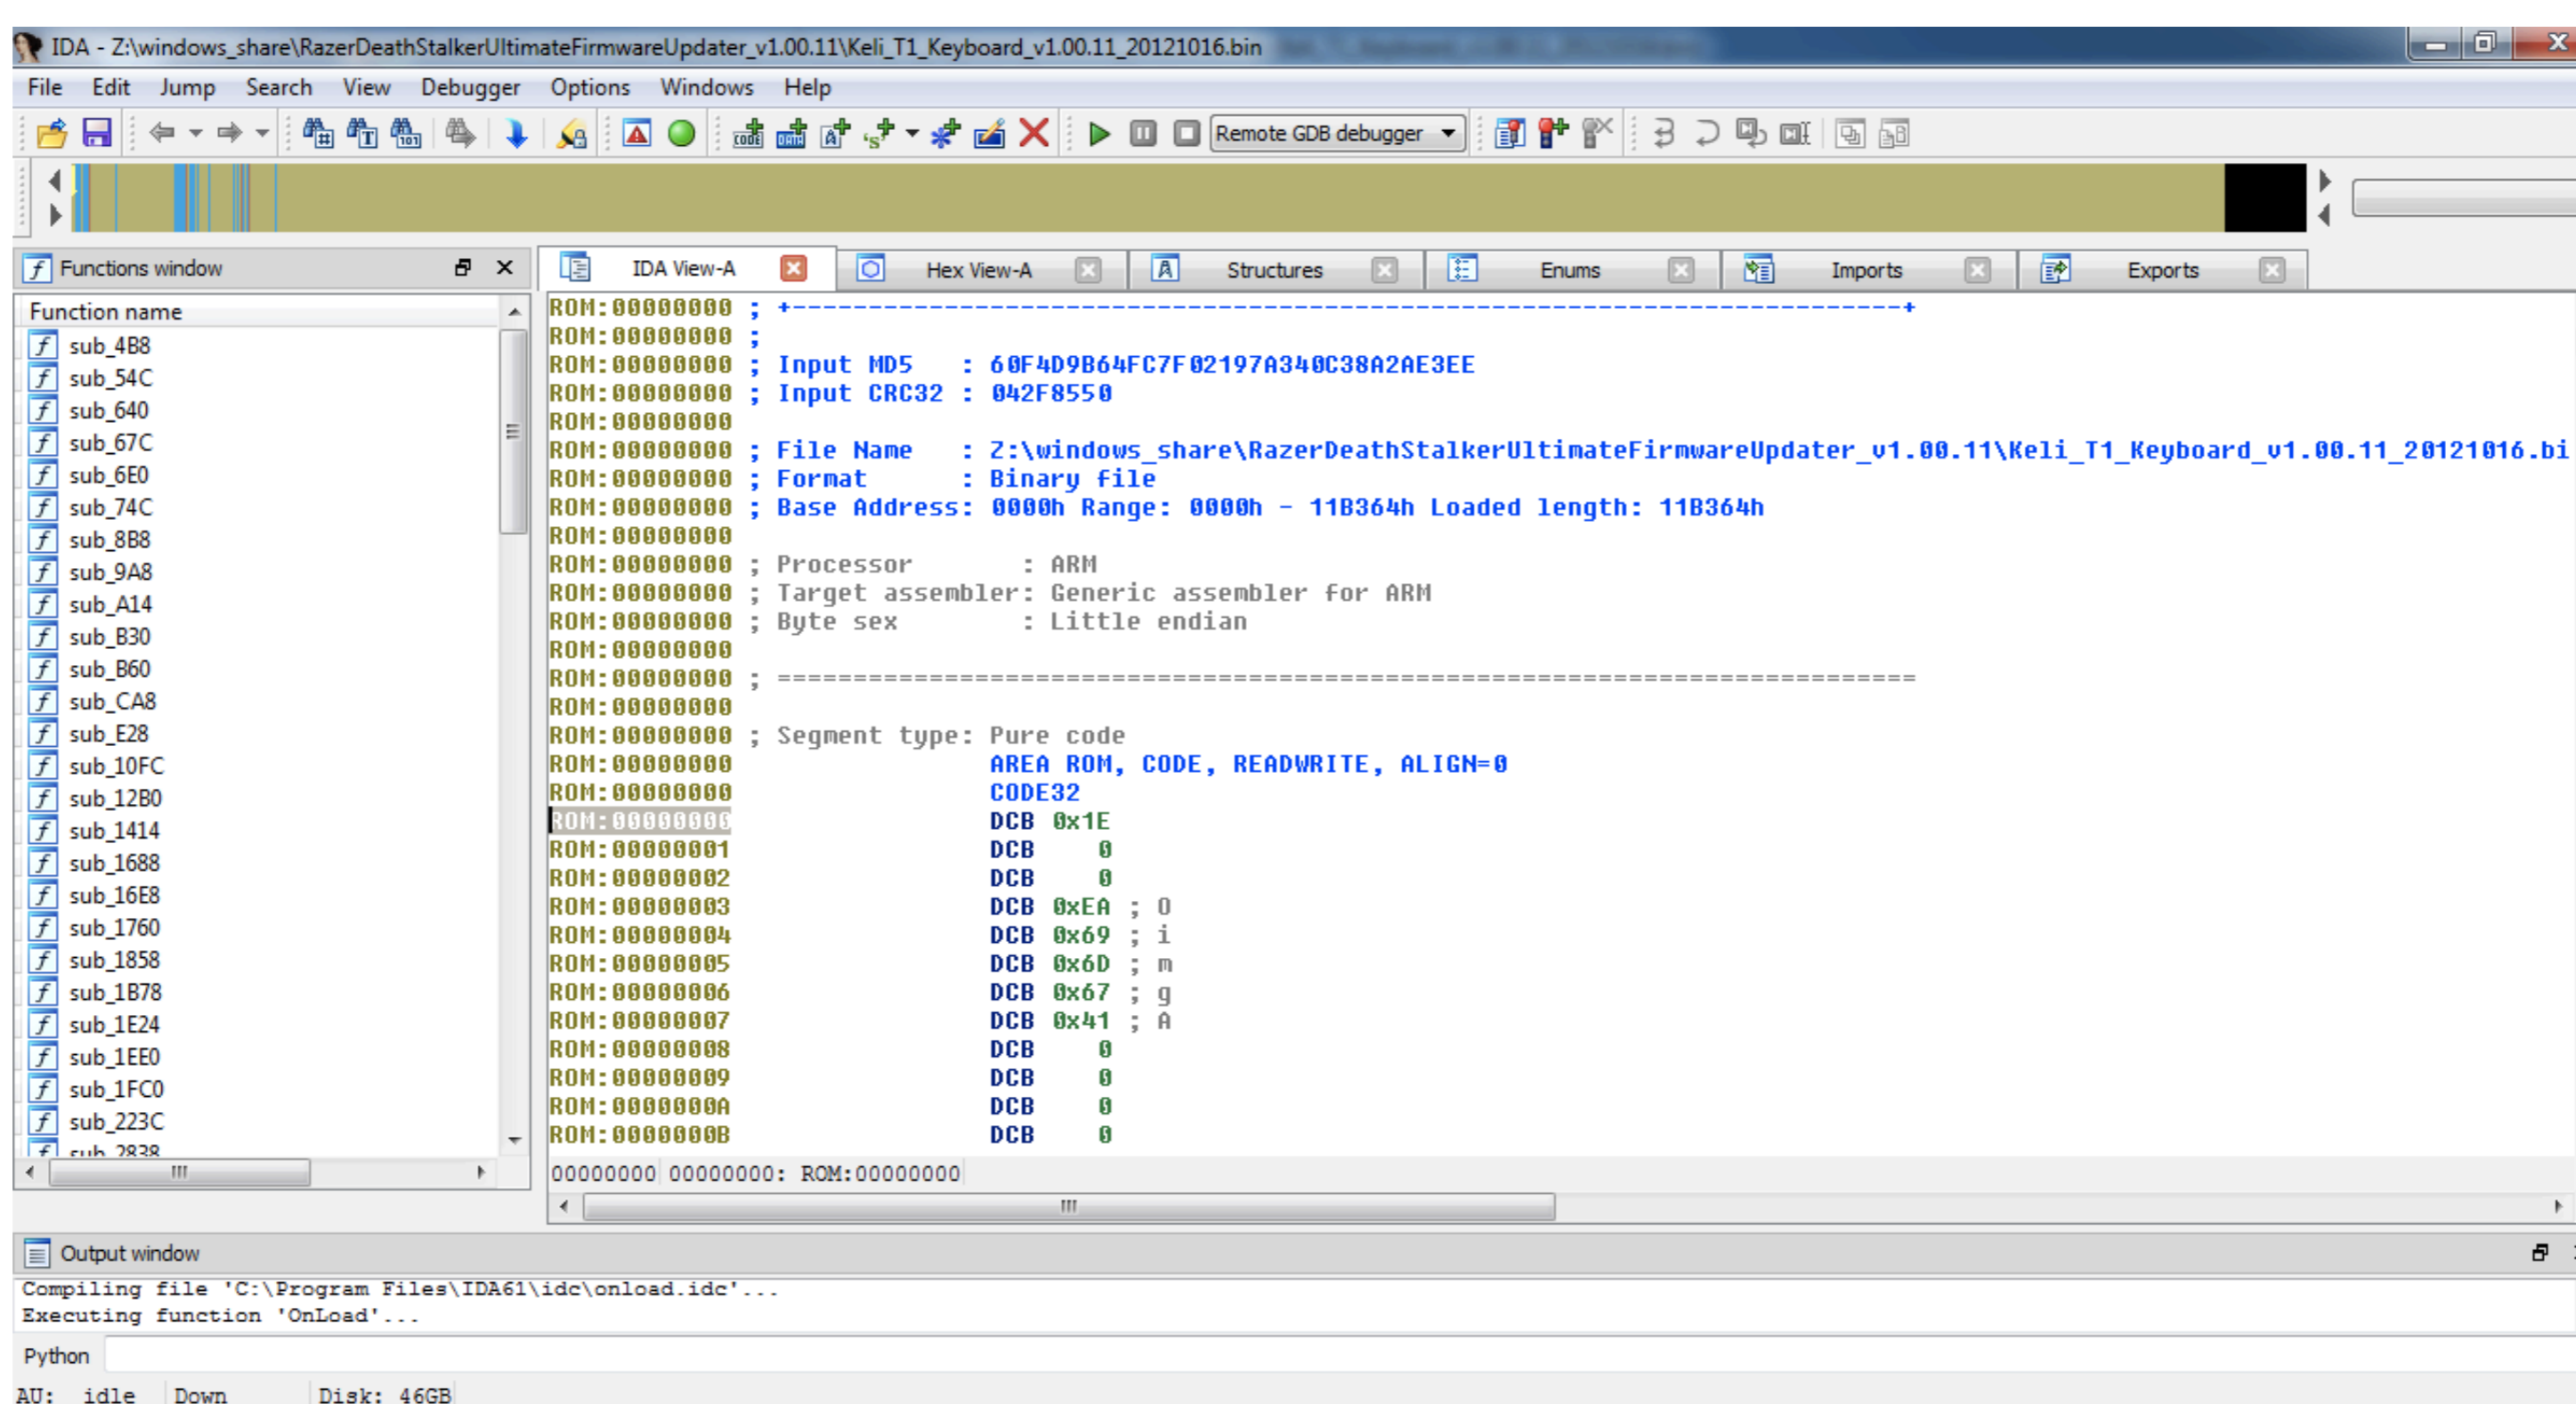 IDA - Z:\windows_share\RazerDeathStalkerUltimateFirmwareUpdater_v1.00.11\Keli_T1_Keyboard_v1.00.11_20121016.bin
File Edit Jump Search View Debugger Options Windows Help
Remote GDB debugger
Functions window
IDA View-A Hex View-A Structures Enums Imports Exports
Function name
sub_4B8
sub_54C
sub_640
sub_67C
sub_6E0
sub_74C
sub_8B8
sub_9A8
sub_A14
sub_B30
sub_B60
sub_CA8
sub_E28
sub_10FC
sub_12B0
sub_1414
sub_1688
sub_16E8
sub_1760
sub_1858
sub_1B78
sub_1E24
sub_1EE0
sub_1FC0
sub_223C
sub_2838
ROM:00000000 ; +-------------------------------------------------------------------------+
ROM:00000000 ;
ROM:00000000 ; Input MD5   : 60F4D9B64FC7F02197A340C38A2AE3EE
ROM:00000000 ; Input CRC32 : 042F8550
ROM:00000000
ROM:00000000 ; File Name   : Z:\windows_share\RazerDeathStalkerUltimateFirmwareUpdater_v1.00.11\Keli_T1_Keyboard_v1.00.11_20121016.bi
ROM:00000000 ; Format      : Binary file
ROM:00000000 ; Base Address: 0000h Range: 0000h - 11B364h Loaded length: 11B364h
ROM:00000000
ROM:00000000 ; Processor       : ARM
ROM:00000000 ; Target assembler: Generic assembler for ARM
ROM:00000000 ; Byte sex        : Little endian
ROM:00000000
ROM:00000000 ; ===========================================================================
ROM:00000000
ROM:00000000 ; Segment type: Pure code
ROM:00000000 AREA ROM, CODE, READWRITE, ALIGN=0
ROM:00000000 CODE32
ROM:00000000 DCB 0x1E
ROM:00000001 DCB    0
ROM:00000002 DCB    0
ROM:00000003 DCB 0xEA ; O
ROM:00000004 DCB 0x69 ; i
ROM:00000005 DCB 0x6D ; m
ROM:00000006 DCB 0x67 ; g
ROM:00000007 DCB 0x41 ; A
ROM:00000008 DCB    0
ROM:00000009 DCB    0
ROM:0000000A DCB    0
ROM:0000000B DCB    0
00000000 00000000: ROM:00000000
Output window
Compiling file 'C:\Program Files\IDA61\idc\onload.idc'...
Executing function 'OnLoad'...
Python
AU: idle Down Disk: 46GB